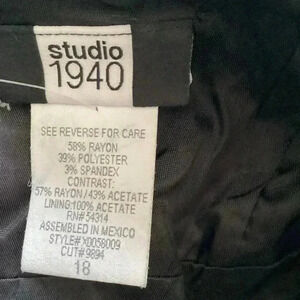 studio
1940
SEE REVERSE FOR CARE
58% RAYON
39% POLYESTER
3% SPANDEX
CONTRAST:
57% RAYON / 43% ACETATE
LINING:100% ACETATE
RN# 54314
ASSEMBLED IN MEXICO
STYLE# X0058009
CUT# 9894
18